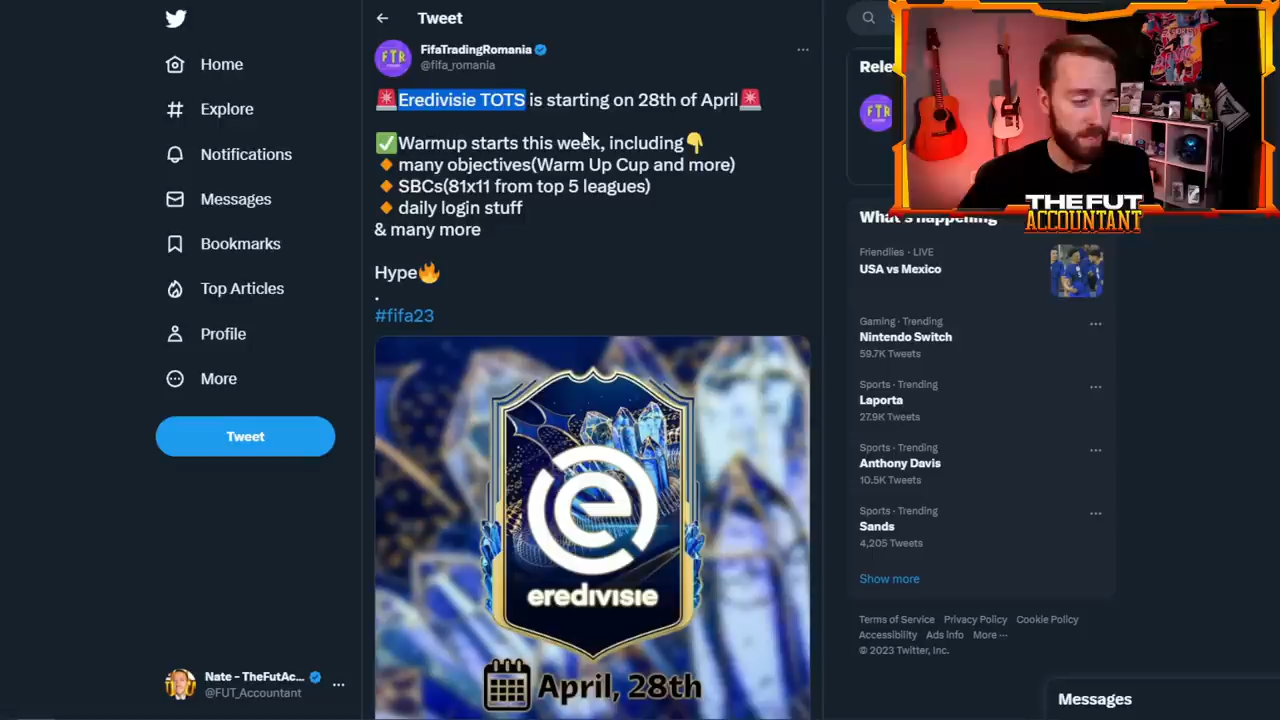 Home
Explore
Notifications
Messages
Bookmarks
Top Articles
Profile
More
Tweet
Nate - TheFutAc...
@FUT_Accountant
Tweet
FifaTradingRomania
@fifa_romania
🚨Eredivisie TOTS is starting on 28th of April🚨
✅Warmup starts this week, including👇
🔸many objectives(Warm Up Cup and more)
🔸SBCs(81x11 from top 5 leagues)
🔸daily login stuff
& many more
Hype🔥
.
#fifa23
e
eredivisie
April, 28th
FTR
FTR
THE FUT
ACCOUNTANT
What's happening
Friendlies · LIVE
USA vs Mexico
Gaming · Trending
Nintendo Switch
59.7K Tweets
Sports · Trending
Laporta
27.9K Tweets
Sports · Trending
Anthony Davis
10.5K Tweets
Sports · Trending
Sands
4,205 Tweets
Show more
Terms of Service Privacy Policy Cookie Policy
Accessibility Ads info More ···
© 2023 Twitter, Inc.
Messages